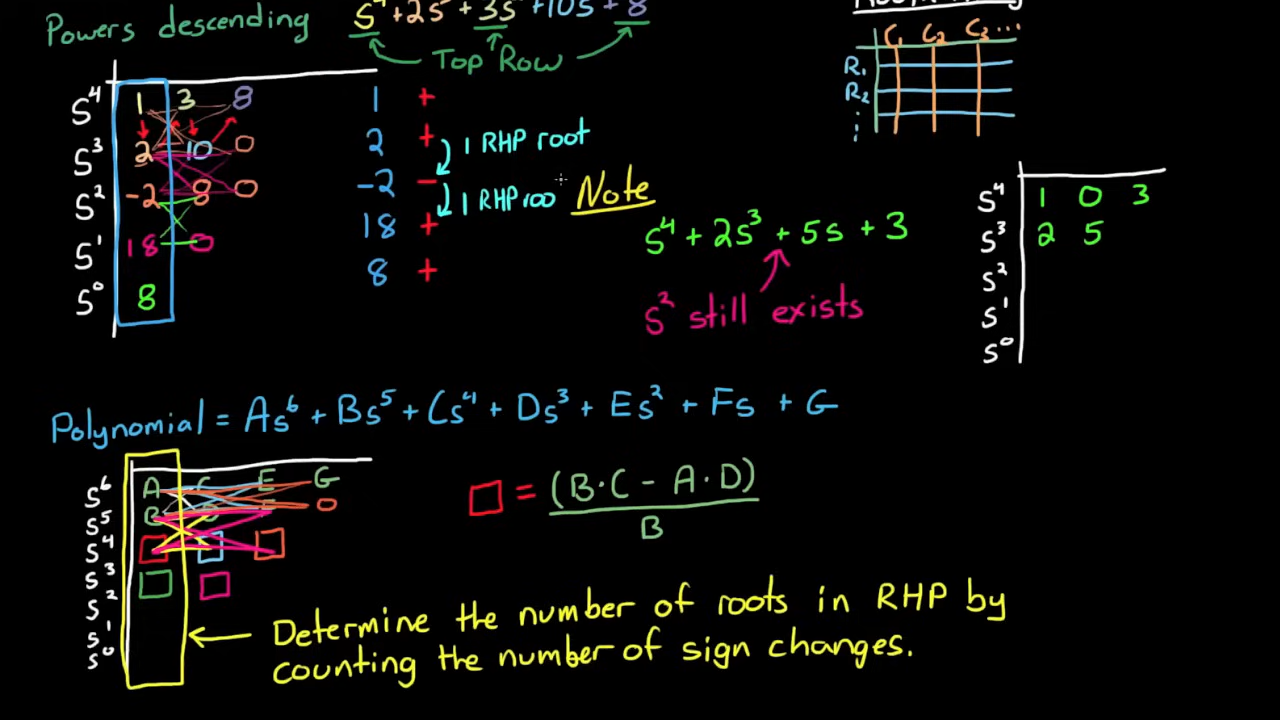 Powers descending
S⁴ + 2S³ + 3S² + 10S + 8
Top Row
C₁ C₂ C₃ ...
R₁
R₂
⋮
S⁴ 1 3 8
S³ 2 10 0
S² -2 8 0
S¹ 18 0
S⁰ 8
1 +
2 +
-2 −
18 +
8 +
1 RHP root
1 RHP roo
Note
S⁴ + 2S³ + 5S + 3
S² still exists
S⁴ 1 0 3
S³ 2 5
S²
S¹
S⁰
Polynomial = As⁶ + Bs⁵ + Cs⁴ + Ds³ + Es² + Fs + G
S⁶ A C E G
S⁵ B D F 0
S⁴
S³
S²
S¹
S⁰
□ = (B·C − A·D)
B
Determine the number of roots in RHP by
counting the number of sign changes.